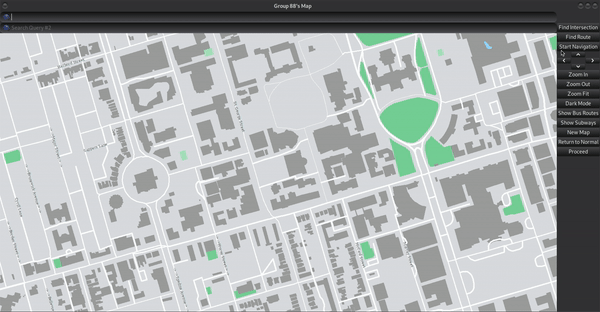 Group 88's Map
Search Query #2
Find Intersection
Find Route
Start Navigation
Zoom In
Zoom Out
Zoom Fit
Dark Mode
Show Bus Routes
Show Subways
New Map
Return to Normal
Proceed